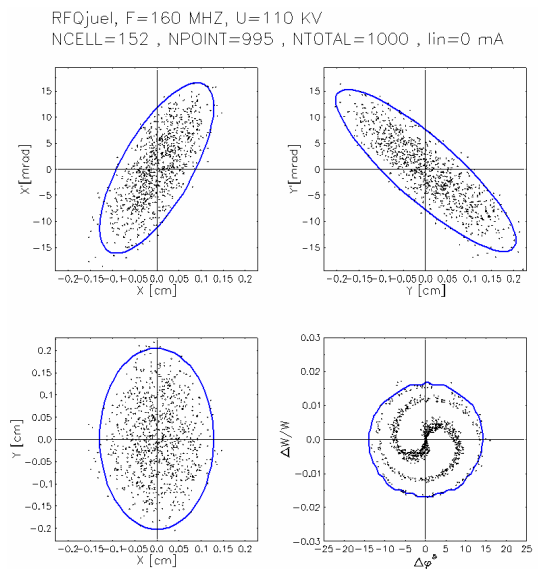 RFQjuel, F=160 MHZ, U=110 KV
NCELL=152 , NPOINT=995 , NTOTAL=1000 , Iin=0 mA
15
10
5
0
-5
-10
-15
X'[mrad]
-0.2-0.15-0.1-0.05 0.0 0.05 0.1 0.15 0.2
X [cm]
15
10
5
0
-5
-10
-15
Y'[mrad]
-0.2-0.15-0.1-0.05 0.0 0.05 0.1 0.15 0.2
Y [cm]
0.2
0.15
0.1
0.05
0.0
-0.05
-0.1
-0.15
-0.2
Y [cm]
-0.2-0.15-0.1-0.05 0.0 0.05 0.1 0.15 0.2
X [cm]
0.03
0.02
0.01
0.0
-0.01
-0.02
-0.03
ΔW/W
-25 -20 -15 -10 -5 0 5 10 15 20 25
Δφ°